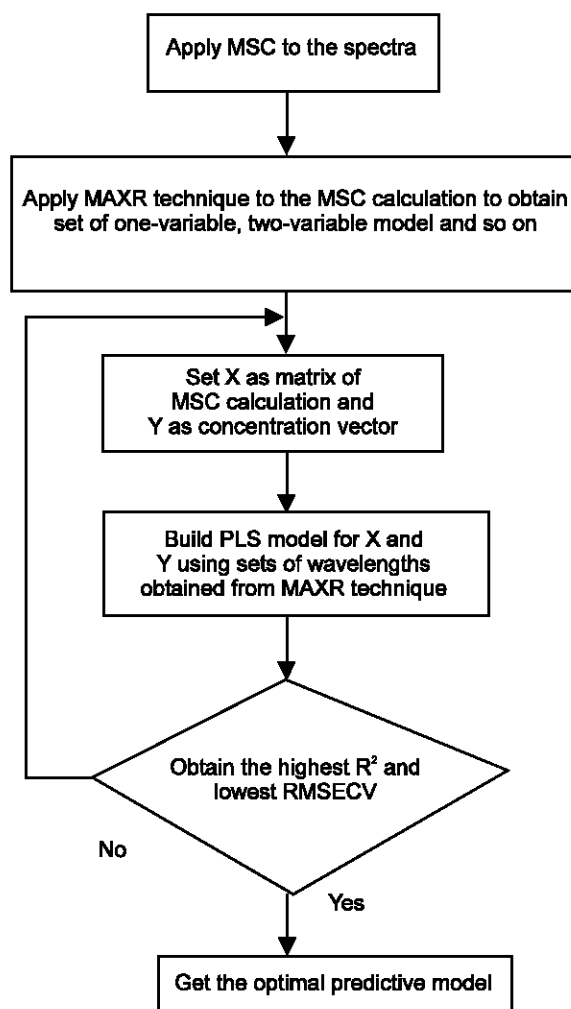 Apply MSC to the spectra
Apply MAXR technique to the MSC calculation to obtain
set of one-variable, two-variable model and so on
Set X as matrix of
MSC calculation and
Y as concentration vector
Build PLS model for X and
Y using sets of wavelengths
obtained from MAXR technique
Obtain the highest R² and
lowest RMSECV
No
Yes
Get the optimal predictive model